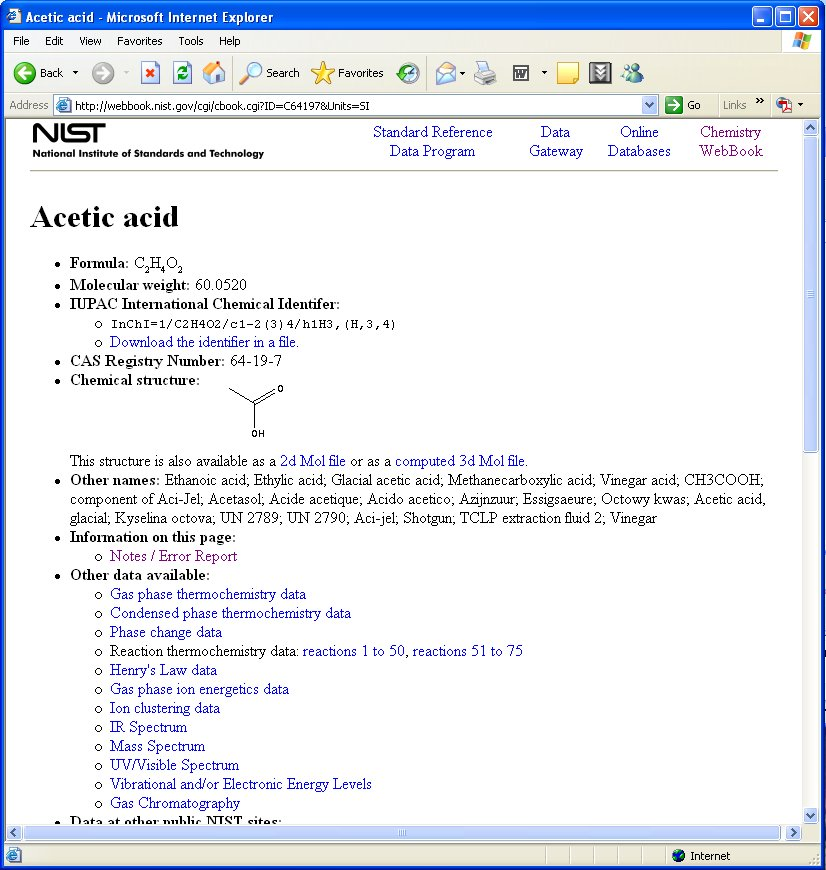 Acetic acid - Microsoft Internet Explorer
File Edit View Favorites Tools Help
Back Search Favorites
Address http://webbook.nist.gov/cgi/cbook.cgi?ID=C64197&Units=SI Go Links »
NIST
National Institute of Standards and Technology
Standard Reference Data Program
Data Gateway
Online Databases
Chemistry WebBook
Acetic acid
• Formula: C2H4O2
• Molecular weight: 60.0520
• IUPAC International Chemical Identifer:
○ InChI=1/C2H4O2/c1-2(3)4/h1H3,(H,3,4)
○ Download the identifier in a file.
• CAS Registry Number: 64-19-7
• Chemical structure:
O
OH
This structure is also available as a 2d Mol file or as a computed 3d Mol file.
• Other names: Ethanoic acid; Ethylic acid; Glacial acetic acid; Methanecarboxylic acid; Vinegar acid; CH3COOH;
component of Aci-Jel; Acetasol; Acide acetique; Acido acetico; Azijnzuur; Essigsaeure; Octowy kwas; Acetic acid,
glacial; Kyselina octova; UN 2789; UN 2790; Aci-jel; Shotgun; TCLP extraction fluid 2; Vinegar
• Information on this page:
○ Notes / Error Report
• Other data available:
○ Gas phase thermochemistry data
○ Condensed phase thermochemistry data
○ Phase change data
○ Reaction thermochemistry data: reactions 1 to 50, reactions 51 to 75
○ Henry's Law data
○ Gas phase ion energetics data
○ Ion clustering data
○ IR Spectrum
○ Mass Spectrum
○ UV/Visible Spectrum
○ Vibrational and/or Electronic Energy Levels
○ Gas Chromatography
• Data at other public NIST sites:
Internet